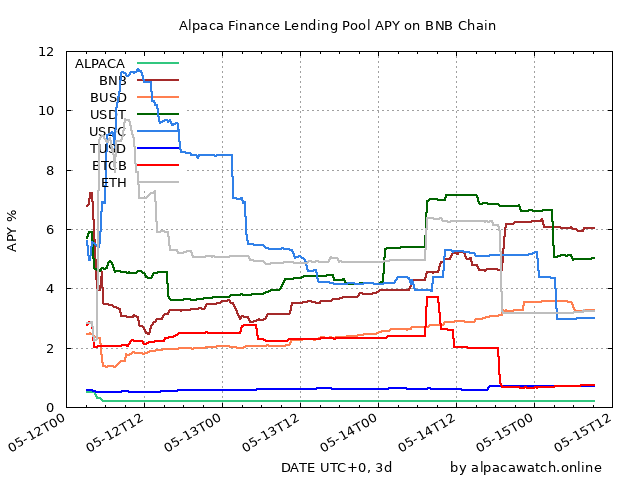 Alpaca Finance Lending Pool APY on BNB Chain
12
10
8
6
4
2
0
APY %
ALPACA
BNB
BUSD
USDT
USDC
TUSD
BTCB
ETH
05-12T00
05-12T12
05-13T00
05-13T12
05-14T00
05-14T12
05-15T00
05-15T12
DATE UTC+0, 3d
by alpacawatch.online